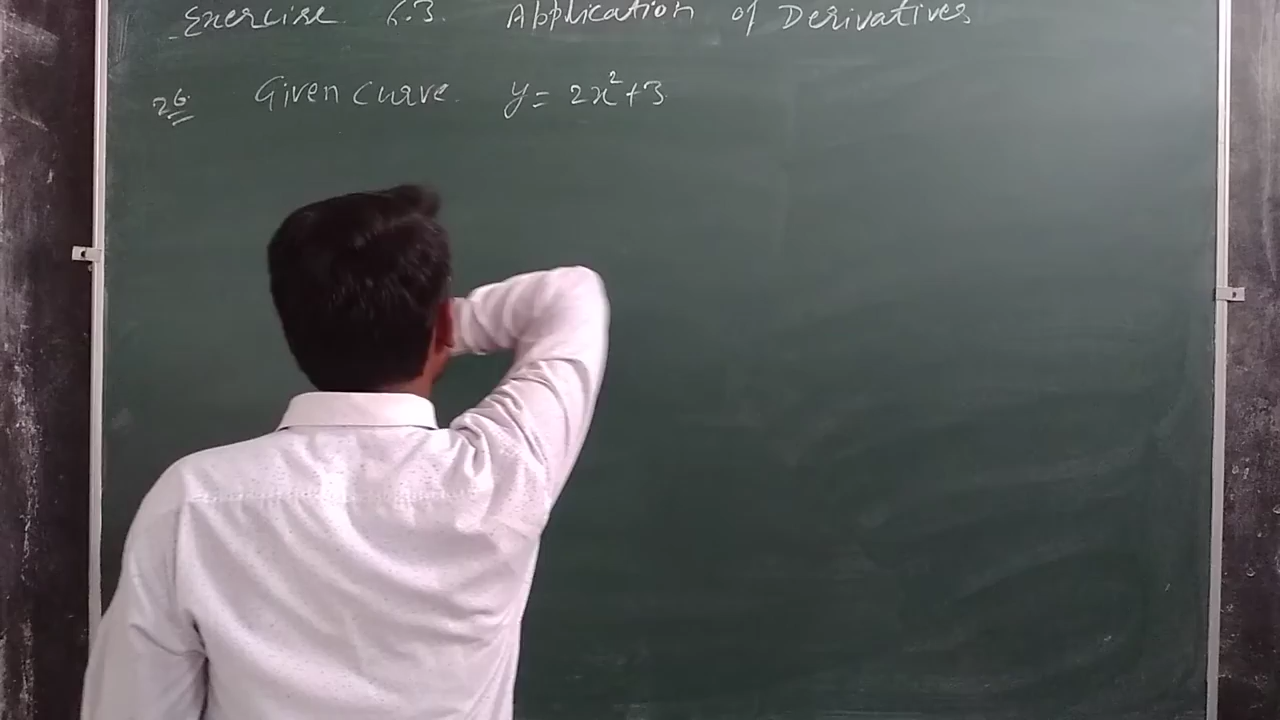 Exercise 6.3. Application of Derivatives
26. Given curve. y = 2x²+3